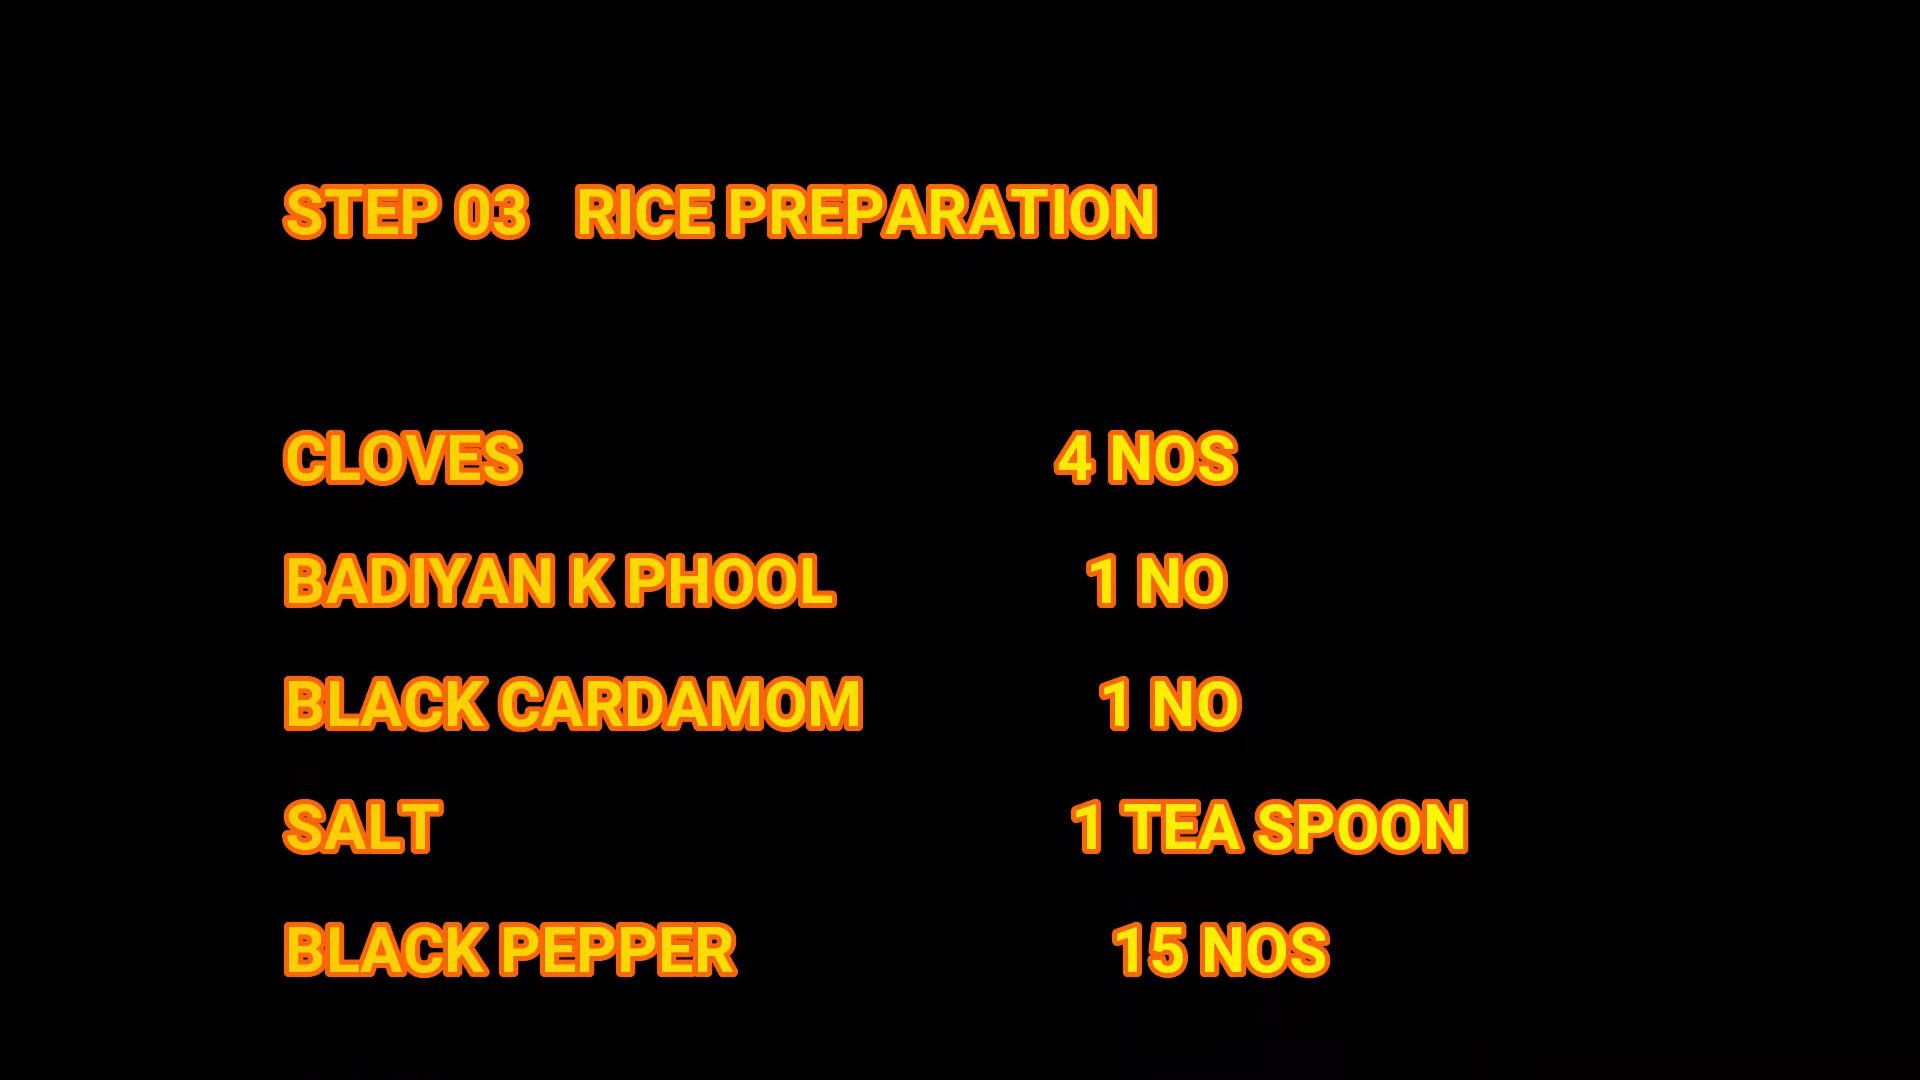 STEP 03 RICE PREPARATION
CLOVES 4 NOS
BADIYAN K PHOOL 1 NO
BLACK CARDAMOM 1 NO
SALT 1 TEA SPOON
BLACK PEPPER 15 NOS